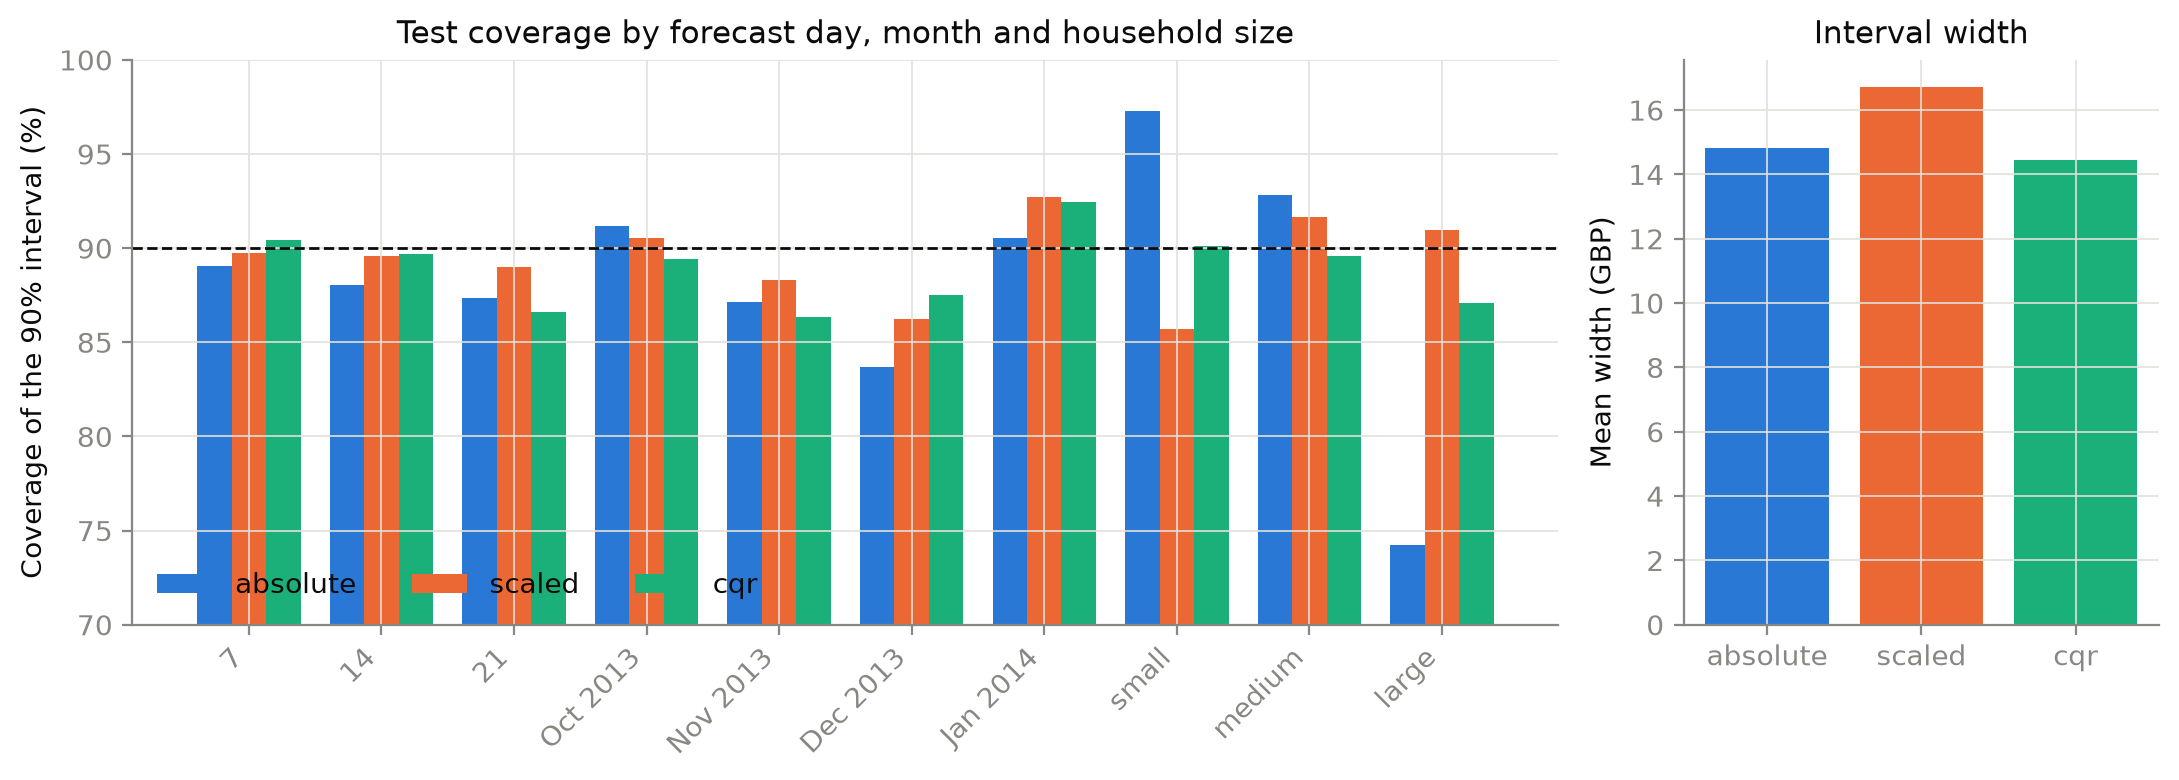 Test coverage by forecast day, month and household size
Coverage of the 90% interval (%)
100
95
90
85
80
75
70
absolute
scaled
cqr
7
14
21
Oct 2013
Nov 2013
Dec 2013
Jan 2014
small
medium
large
Interval width
Mean width (GBP)
16
14
12
10
8
6
4
2
0
absolute
scaled
cqr